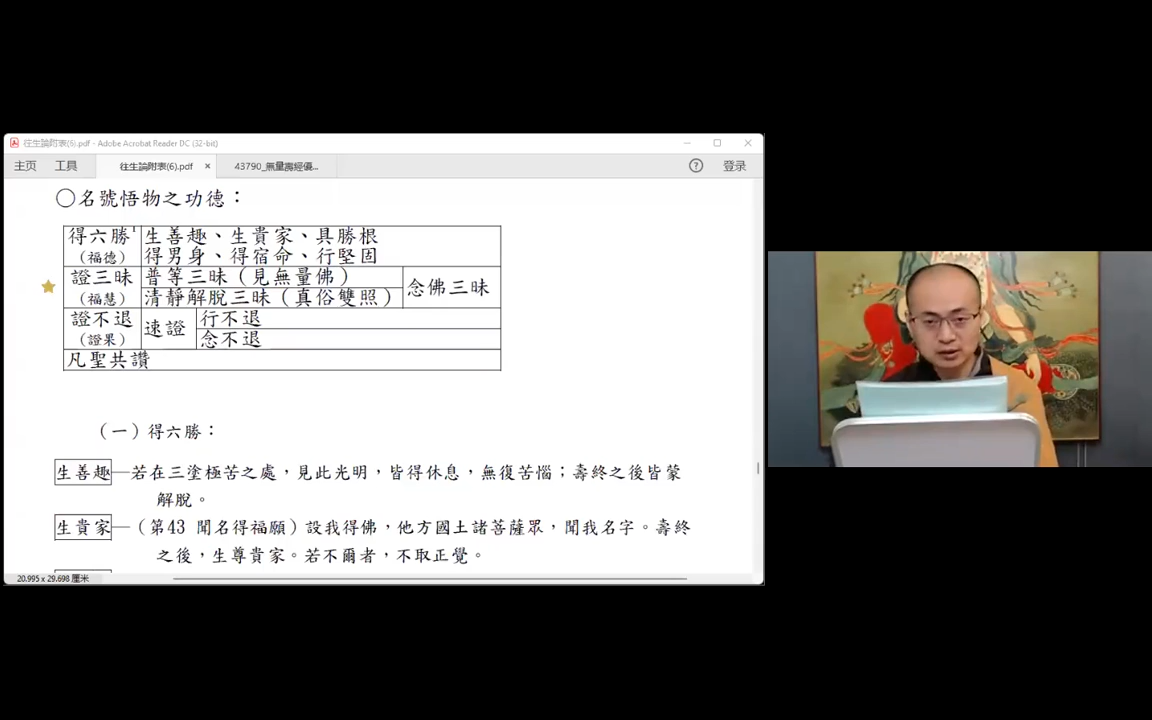 往生論附表(6).pdf - Adobe Acrobat Reader DC (32-bit)
主页 工具 往生論附表(6).pdf × 43790_無量壽經優... ? 登录
○名號悟物之功德：
得六勝1 生善趣、生貴家、具勝根
（福德） 得男身、得宿命、行堅固
證三昧 普等三昧（見無量佛） 念佛三昧
（福慧） 清靜解脫三昧（真俗雙照）
證不退 速證 行不退
（證果） 念不退
凡聖共讚
（一）得六勝：
生善趣—若在三塗極苦之處，見此光明，皆得休息，無復苦惱；壽終之後皆蒙
解脫。
生貴家—（第43 聞名得福願）設我得佛，他方國土諸菩薩眾，聞我名字。壽終
之後，生尊貴家。若不爾者，不取正覺。
20.995 x 29.698 厘米